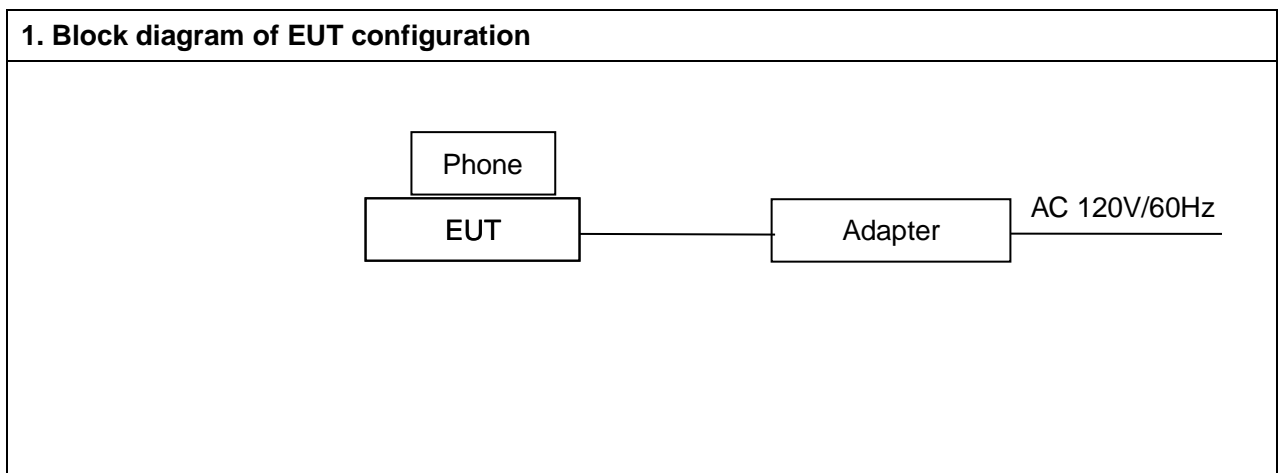 1. Block diagram of EUT configuration
Phone
EUT
Adapter
AC 120V/60Hz